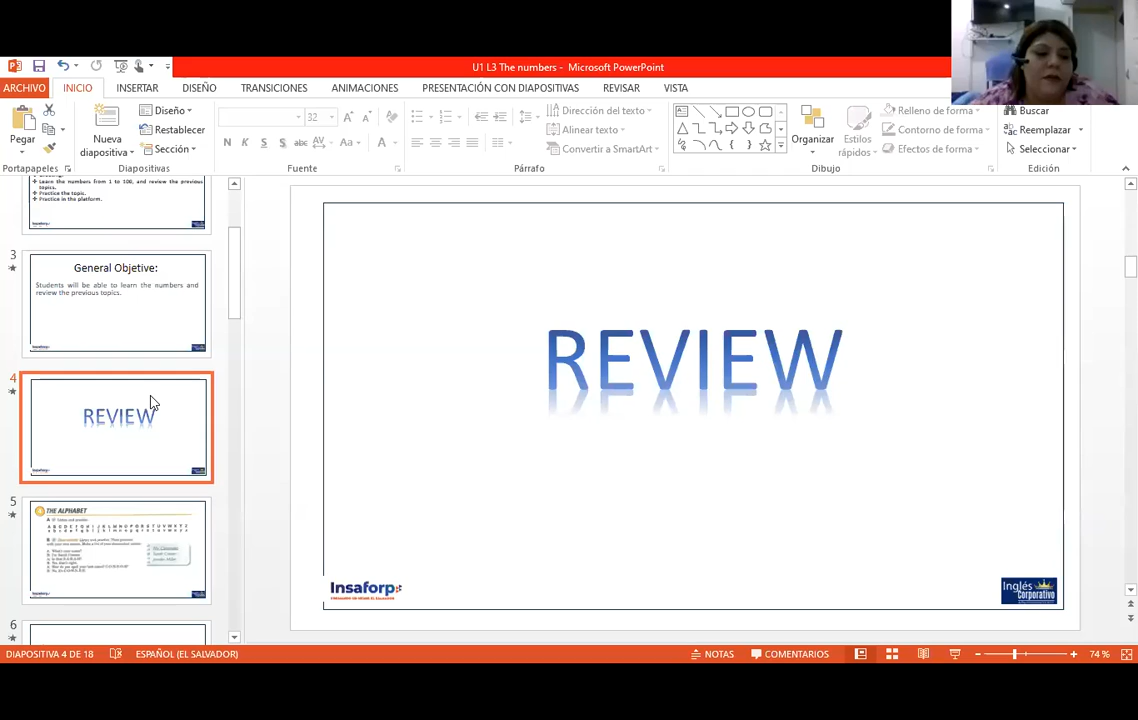 U1 L3 The numbers - Microsoft PowerPoint
ARCHIVO INICIO INSERTAR DISEÑO TRANSICIONES ANIMACIONES PRESENTACIÓN CON DIAPOSITIVAS REVISAR VISTA
Pegar
Portapapeles
Nueva
diapositiva
Diseño
Restablecer
Sección
Diapositivas
32
N K S S abc AV Aa A
Fuente
Dirección del texto
Alinear texto
Convertir a SmartArt
Párrafo
Organizar
Estilos
rápidos
Relleno de forma
Contorno de forma
Efectos de forma
Dibujo
Buscar
Reemplazar
Seleccionar
Edición
Learn the numbers from 1 to 100, and review the previous
topics.
Practice the topic.
Practice in the platform.
3
General Objetive:
Students will be able to learn the numbers and
review the previous topics.
4
REVIEW
5
THE ALPHABET
6
REVIEW
Insaforp
Inglés
Corporativo
DIAPOSITIVA 4 DE 18 ESPAÑOL (EL SALVADOR) NOTAS COMENTARIOS 74 %